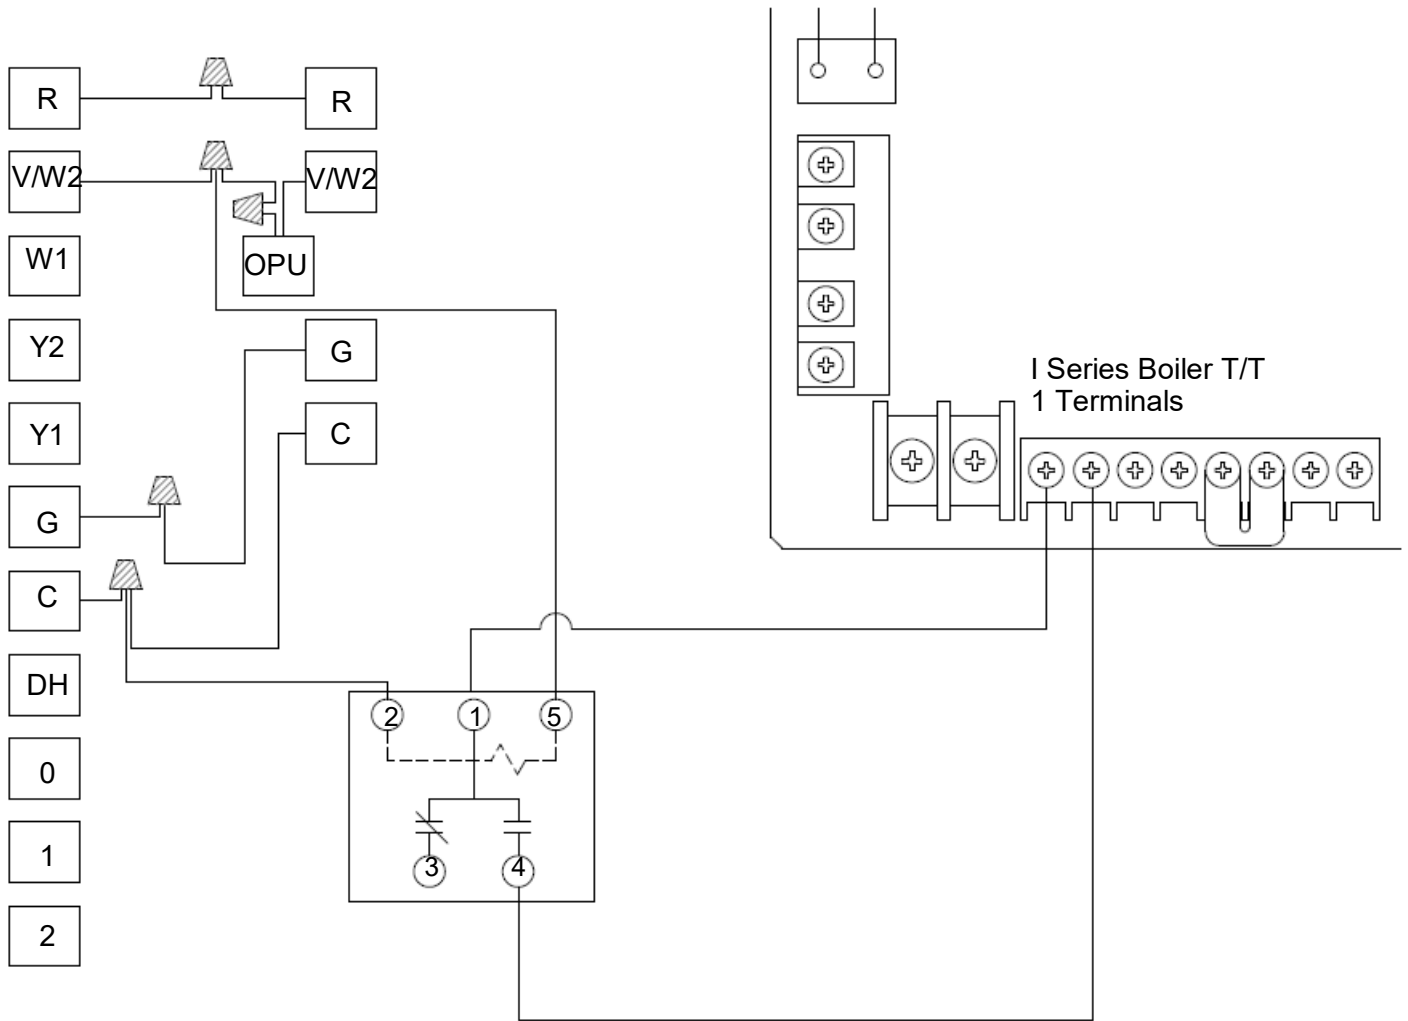 R
R
V/W2
V/W2
W1
OPU
Y2
G
I Series Boiler T/T
1 Terminals
Y1
C
G
C
DH
2
1
5
0
1
3
4
2